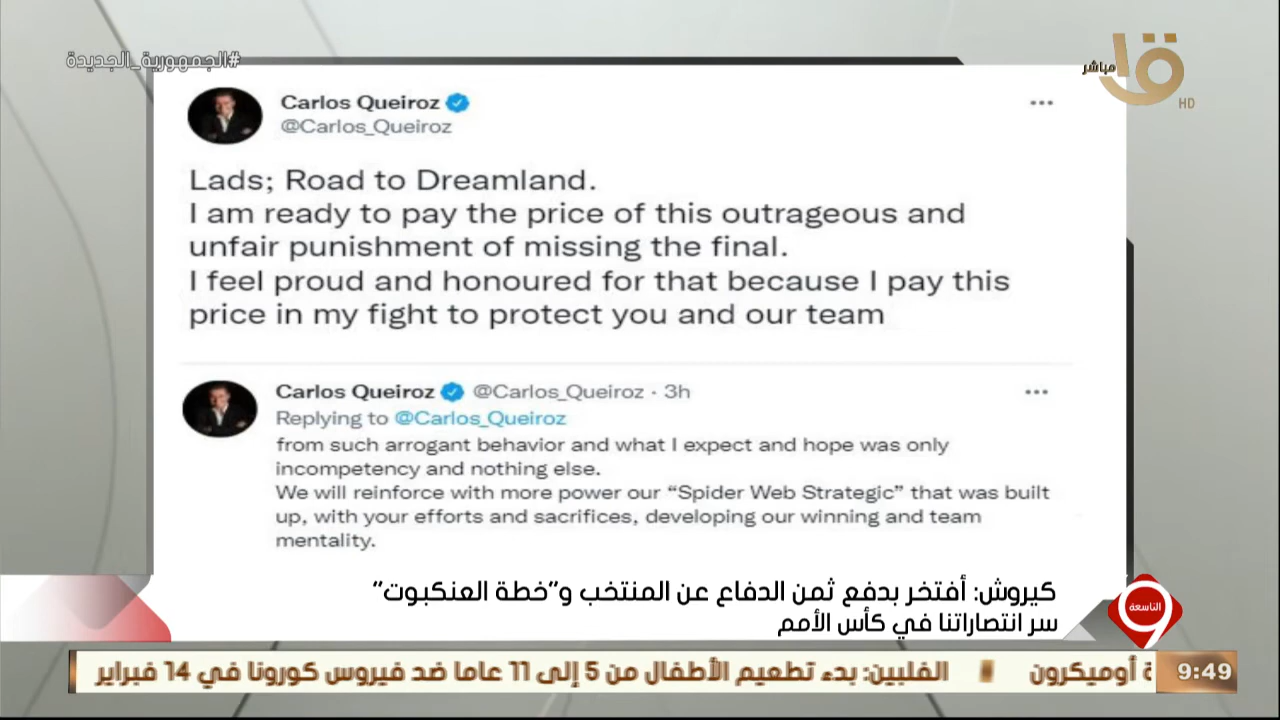 #الجمهورية_الجديدة
مباشر
HD
Carlos Queiroz
@Carlos_Queiroz
Lads; Road to Dreamland.
I am ready to pay the price of this outrageous and
unfair punishment of missing the final.
I feel proud and honoured for that because I pay this
price in my fight to protect you and our team
Carlos Queiroz @Carlos_Queiroz · 3h
Replying to @Carlos_Queiroz
from such arrogant behavior and what I expect and hope was only
incompetency and nothing else.
We will reinforce with more power our “Spider Web Strategic” that was built
up, with your efforts and sacrifices, developing our winning and team
mentality.
كيروش: أفتخر بدفع ثمن الدفاع عن المنتخب و"خطة العنكبوت"
سر انتصاراتنا في كأس الأمم
التاسعة
9:49
أوميكرون
الفلبين: بدء تطعيم الأطفال من 5 إلى 11 عاما ضد فيروس كورونا في 14 فبراير